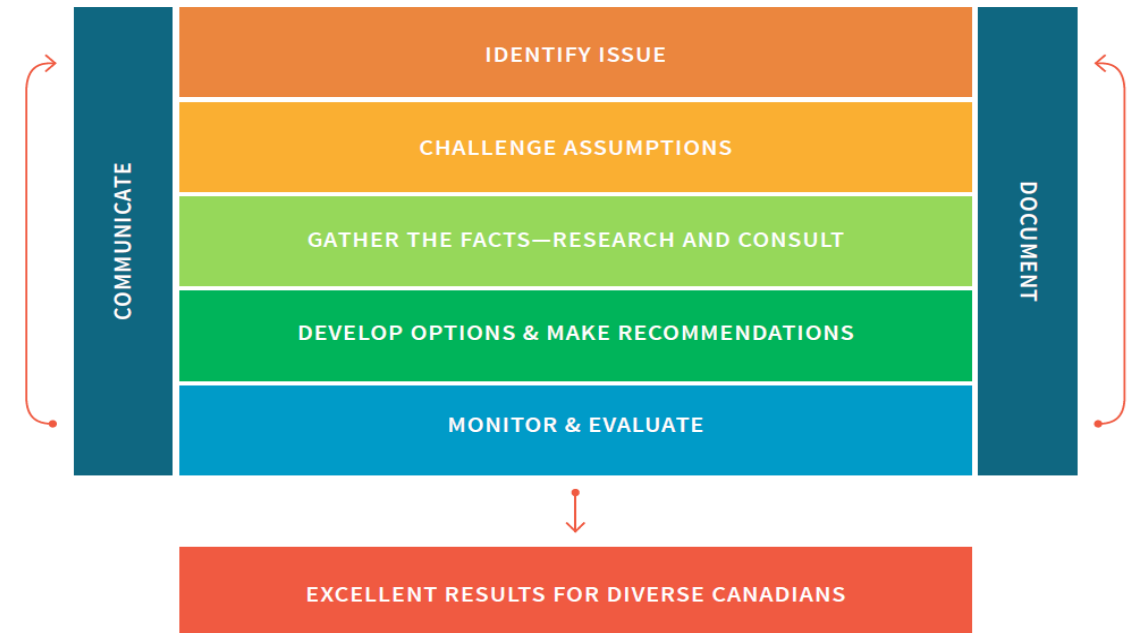 IDENTIFY ISSUE
CHALLENGE ASSUMPTIONS
GATHER THE FACTS—RESEARCH AND CONSULT
DEVELOP OPTIONS & MAKE RECOMMENDATIONS
MONITOR & EVALUATE
COMMUNICATE
DOCUMENT
EXCELLENT RESULTS FOR DIVERSE CANADIANS